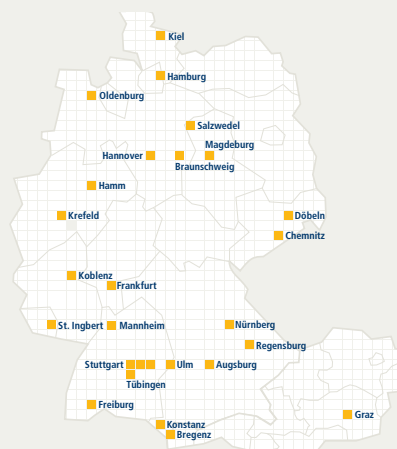 Kiel
Hamburg
Oldenburg
Salzwedel
Magdeburg
Hannover
Braunschweig
Hamm
Krefeld
Döbeln
Chemnitz
Koblenz
Frankfurt
St. Ingbert
Mannheim
Nürnberg
Regensburg
Stuttgart
Ulm
Augsburg
Tübingen
Freiburg
Graz
Konstanz
Bregenz